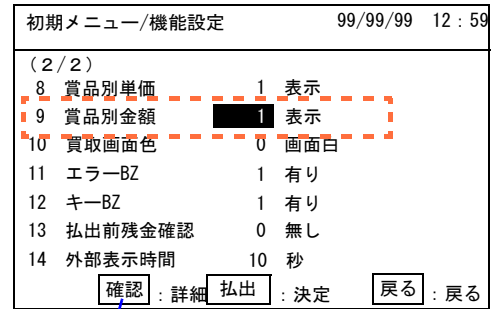 初期メニュー/機能設定 99/99/99 12:59
(2/2)
8 賞品別単価 1 表示
9 賞品別金額 1 表示
10 買取画面色 0 画面白
11 エラーBZ 1 有り
12 キーBZ 1 有り
13 払出前残金確認 0 無し
14 外部表示時間 10 秒
確認 :詳細 払出 :決定 戻る :戻る